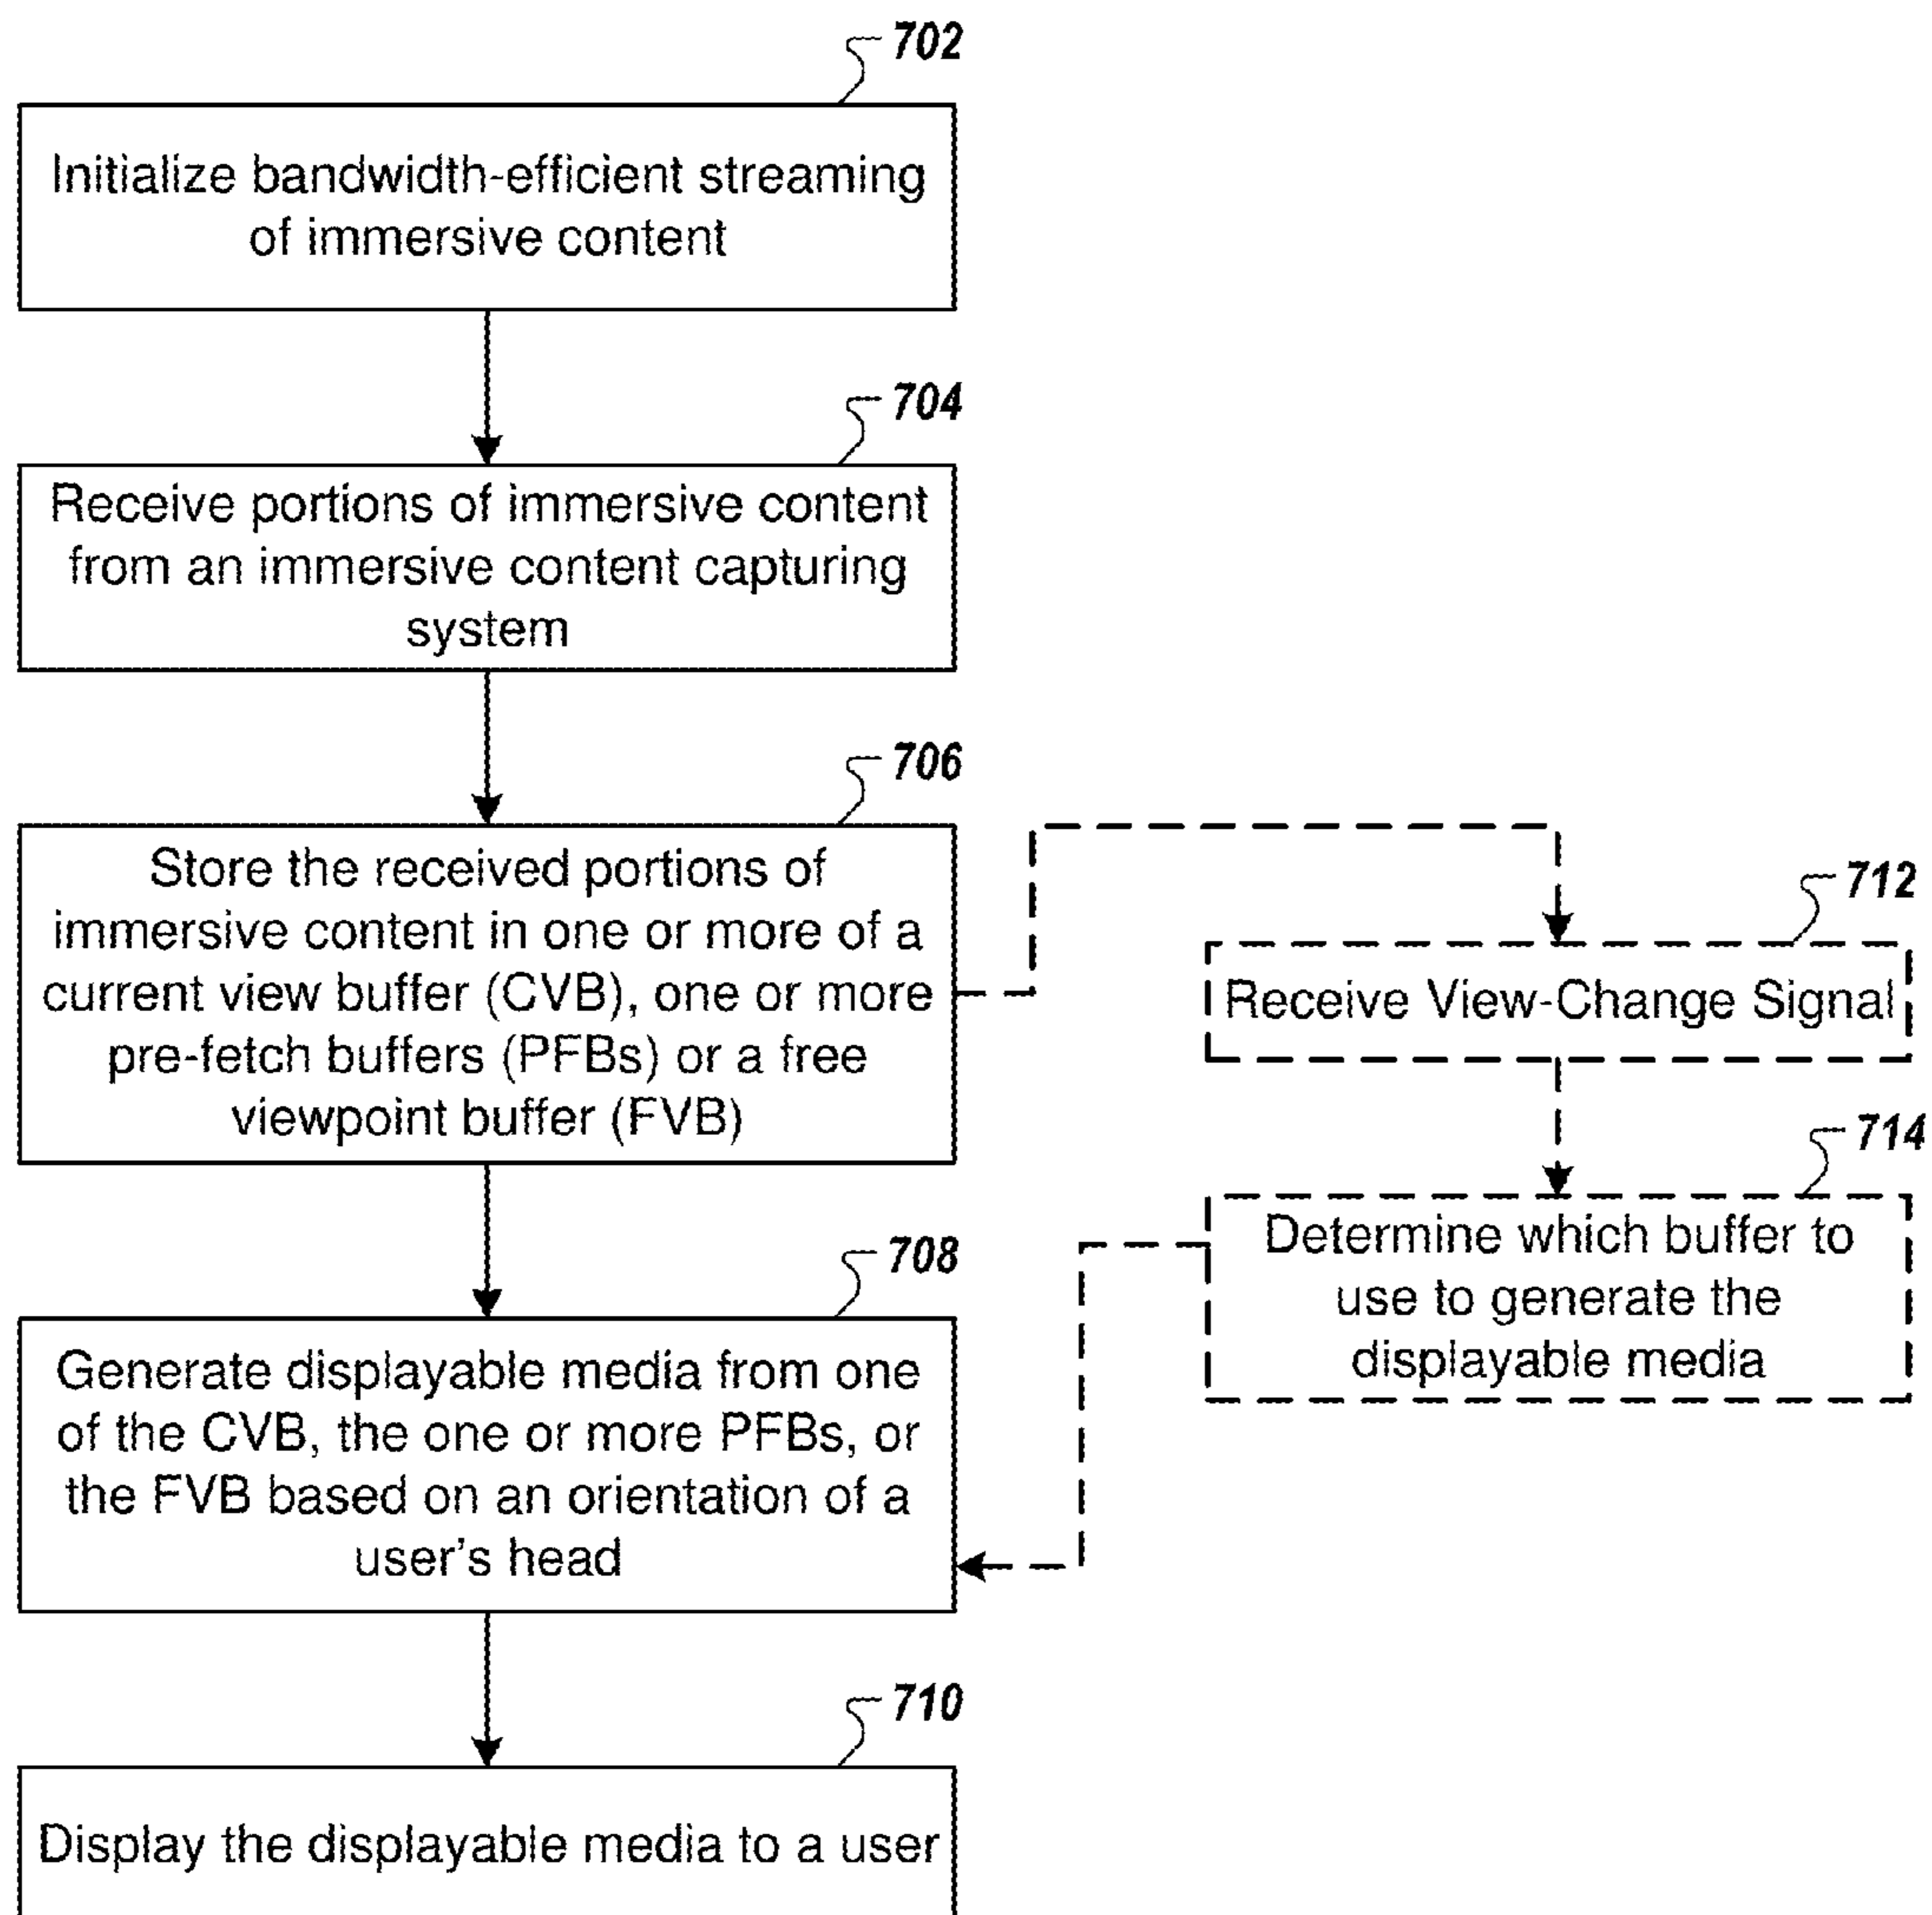 702
Initialize bandwidth-efficient streaming
of immersive content
704
Receive portions of immersive content
from an immersive content capturing
system
706
Store the received portions of
immersive content in one or more of a
current view buffer (CVB), one or more
pre-fetch buffers (PFBs) or a free
viewpoint buffer (FVB)
712
Receive View-Change Signal
714
Determine which buffer to
use to generate the
displayable media
708
Generate displayable media from one
of the CVB, the one or more PFBs, or
the FVB based on an orientation of a
user's head
710
Display the displayable media to a user